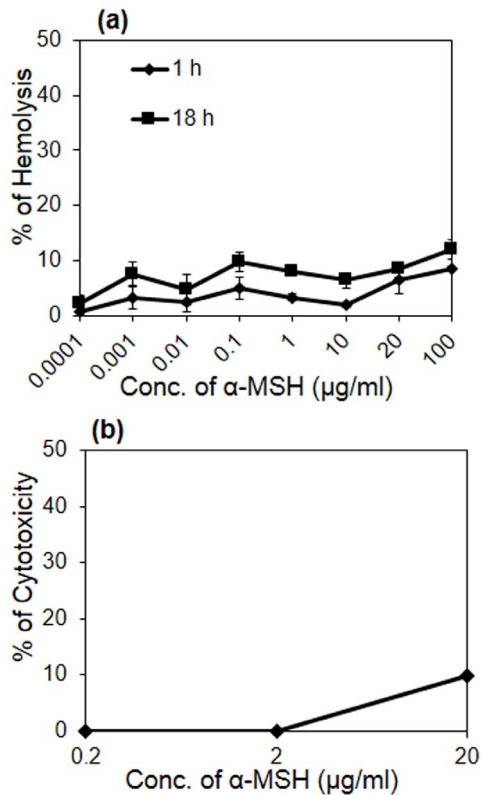 (a)
50
40
30
20
10
0
% of Hemolysis
1 h
18 h
0.0001
0.001
0.01
0.1
1
10
20
100
Conc. of α-MSH (µg/ml)
(b)
50
40
30
20
10
0
% of Cytotoxicity
0.2
2
20
Conc. of α-MSH (µg/ml)